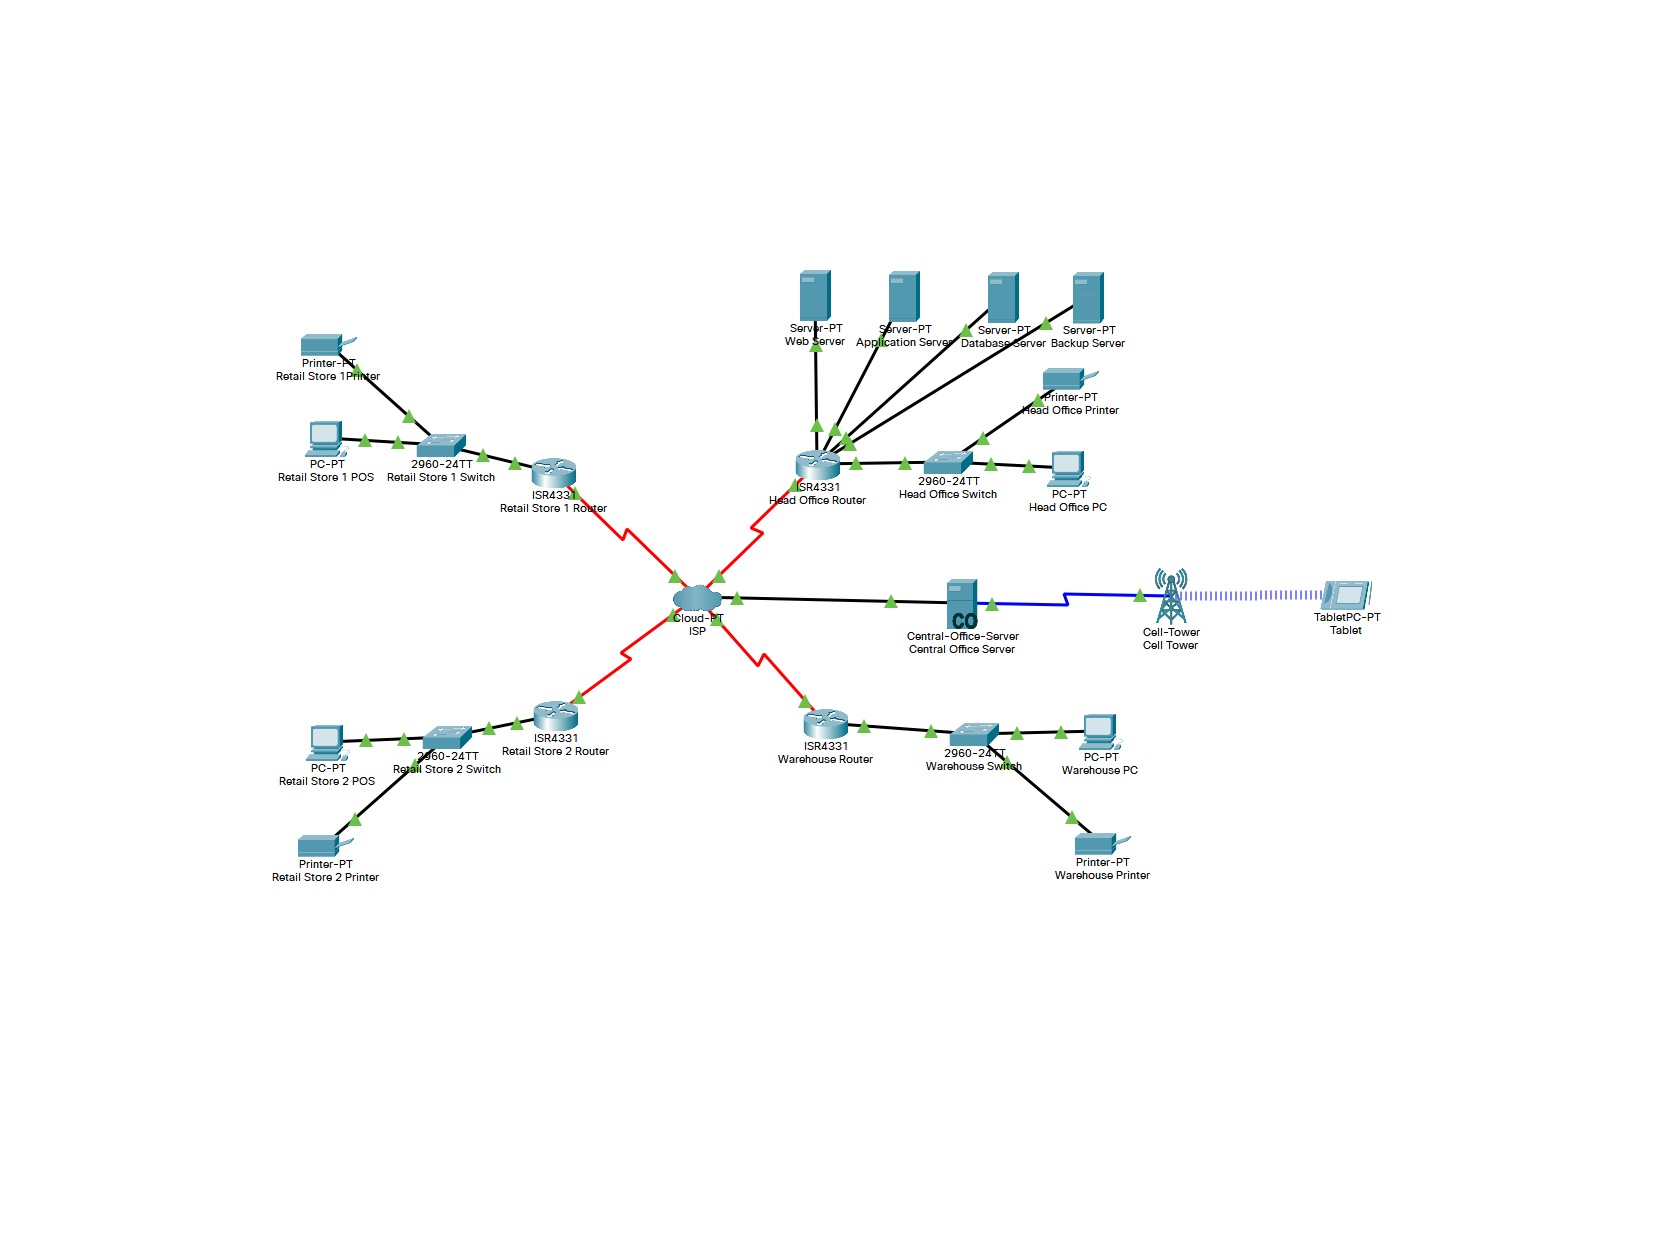 Server-PT
Web Server
Server-PT
Application Server
Server-PT
Database Server
Server-PT
Backup Server
Printer-PT
Retail Store 1Printer
Printer-PT
Head Office Printer
PC-PT
Retail Store 1 POS
2960-24TT
Retail Store 1 Switch
ISR4331
Retail Store 1 Router
ISR4331
Head Office Router
2960-24TT
Head Office Switch
PC-PT
Head Office PC
Cloud-PT
ISP
CO
Central-Office-Server
Central Office Server
Cell-Tower
Cell Tower
TabletPC-PT
Tablet
PC-PT
Retail Store 2 POS
2960-24TT
Retail Store 2 Switch
ISR4331
Retail Store 2 Router
ISR4331
Warehouse Router
2960-24TT
Warehouse Switch
PC-PT
Warehouse PC
Printer-PT
Retail Store 2 Printer
Printer-PT
Warehouse Printer